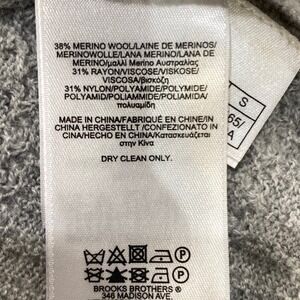 38% MERINO WOOL/LAINE DE MERINOS/
MERINOWOLLE/LANA MERINO/LANA DE
MERINO/μαλλί Merino Αυστραλίας
31% RAYON/VISCOSE/VISKOSE/
VISCOSA/βισκόζη
31% NYLON/POLYAMIDE/POLYMIDE/
POLYAMID/POLIAMMIDE/POLIAMIDA/
πολυαμίδη
MADE IN CHINA/FABRIQUÉ EN CHINE/IN
CHINA HERGESTELLT /CONFEZIONATO IN
CINA/HECHO EN CHINA/Κατασκευάζεται
στην Κίνα
DRY CLEAN ONLY.
P
P
BROOKS BROTHERS®
346 MADISON AVE.
S
65/
A